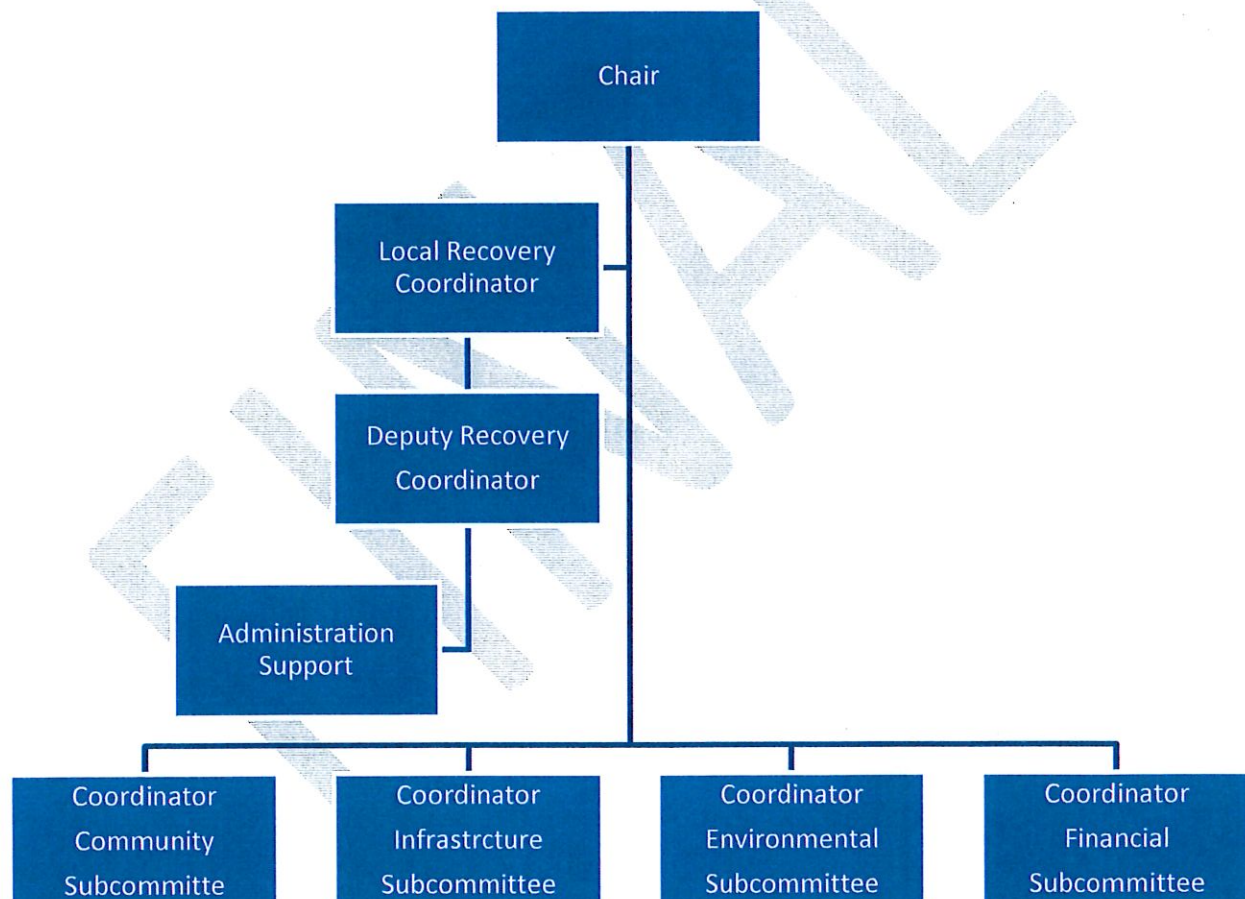 Chair
Local Recovery
Coordinator
Deputy Recovery
Coordinator
Administration
Support
Coordinator
Community
Subcommitte
Coordinator
Infrastrcture
Subcommittee
Coordinator
Environmental
Subcommittee
Coordinator
Financial
Subcommittee
FINAL